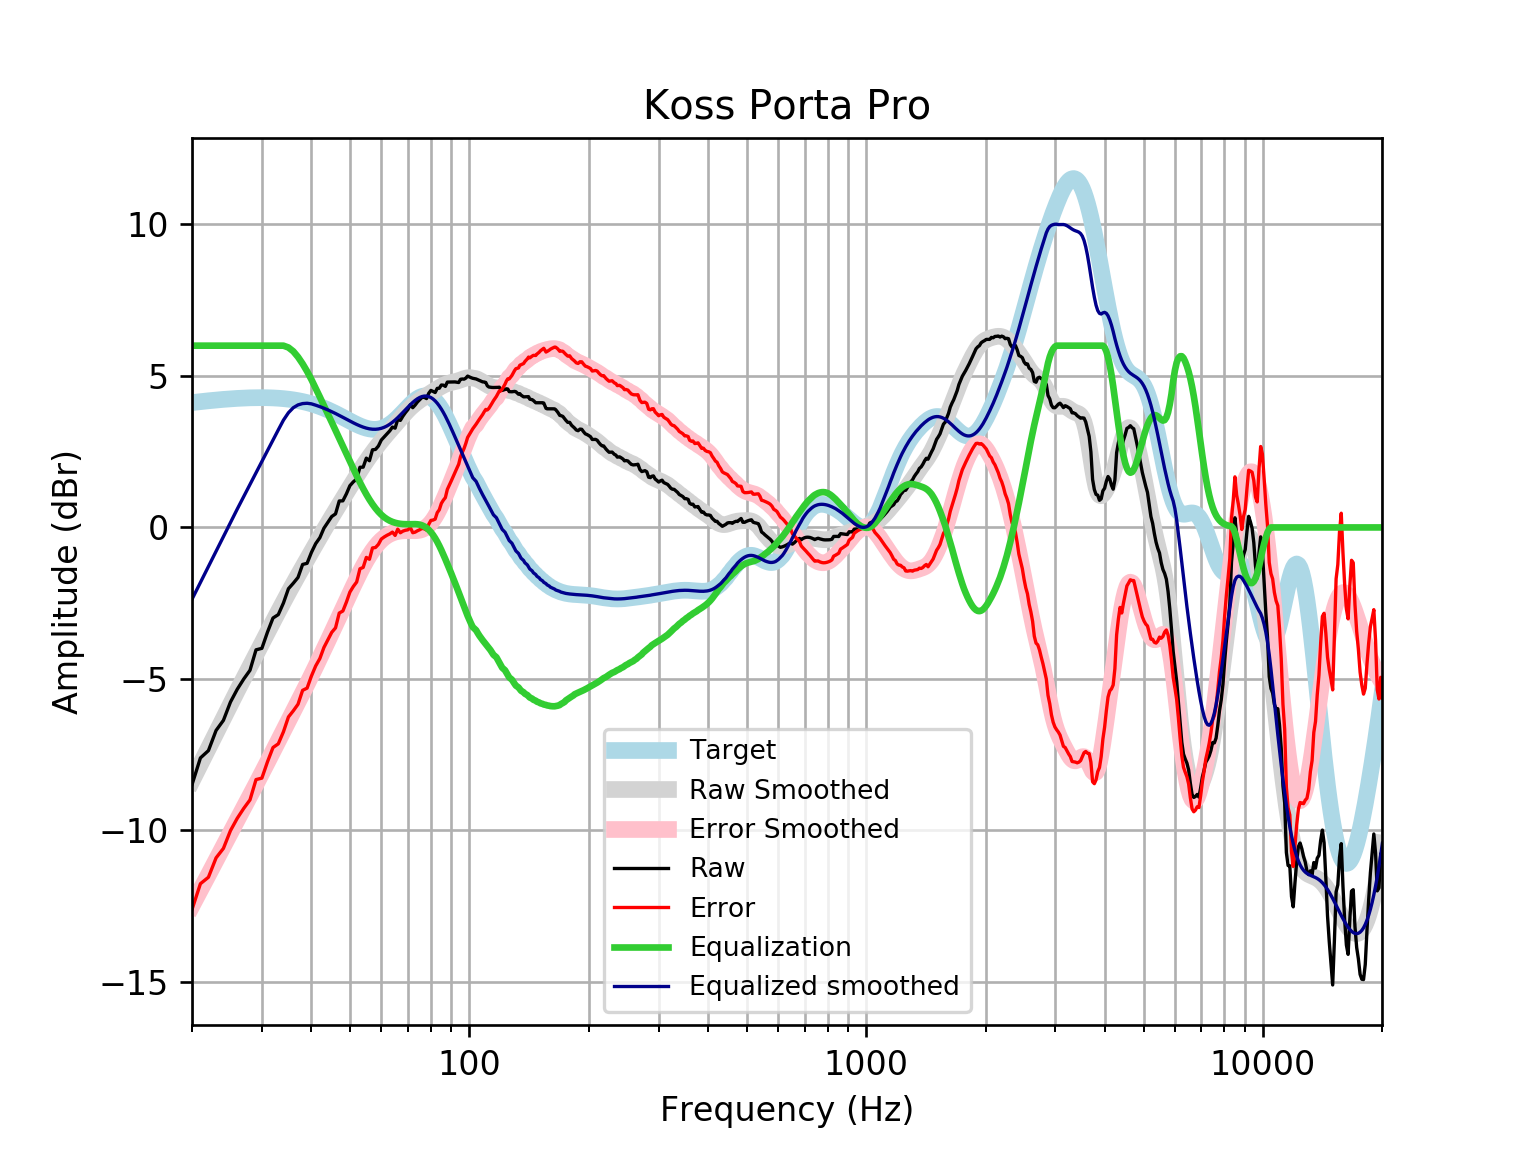 Koss Porta Pro
Amplitude (dBr)
10
5
0
−5
−10
−15
Target
Raw Smoothed
Error Smoothed
Raw
Error
Equalization
Equalized smoothed
100
1000
10000
Frequency (Hz)